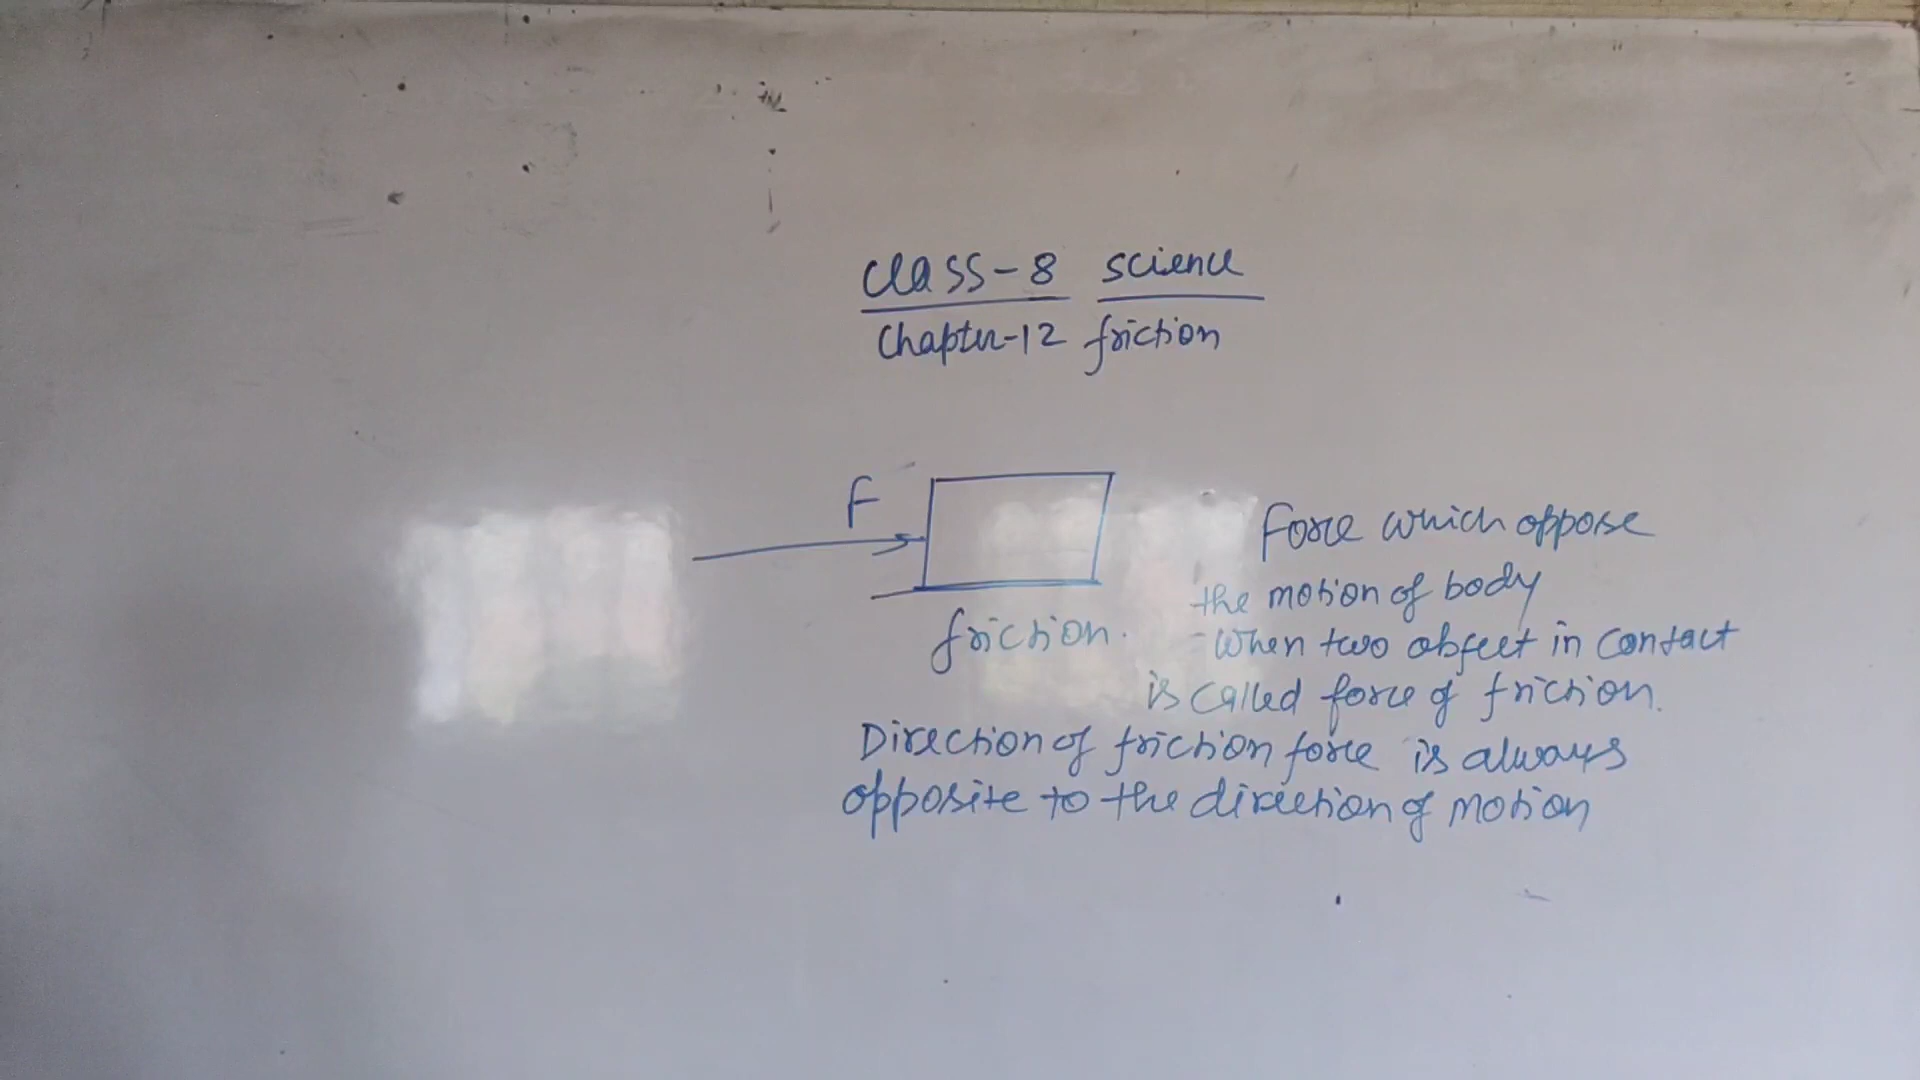 Class-8 science
Chapter-12 friction
F
Force which oppose
the motion of body
friction.
- When two object in contact
is called force of friction.
Direction of friction force is always
opposite to the direction of motion